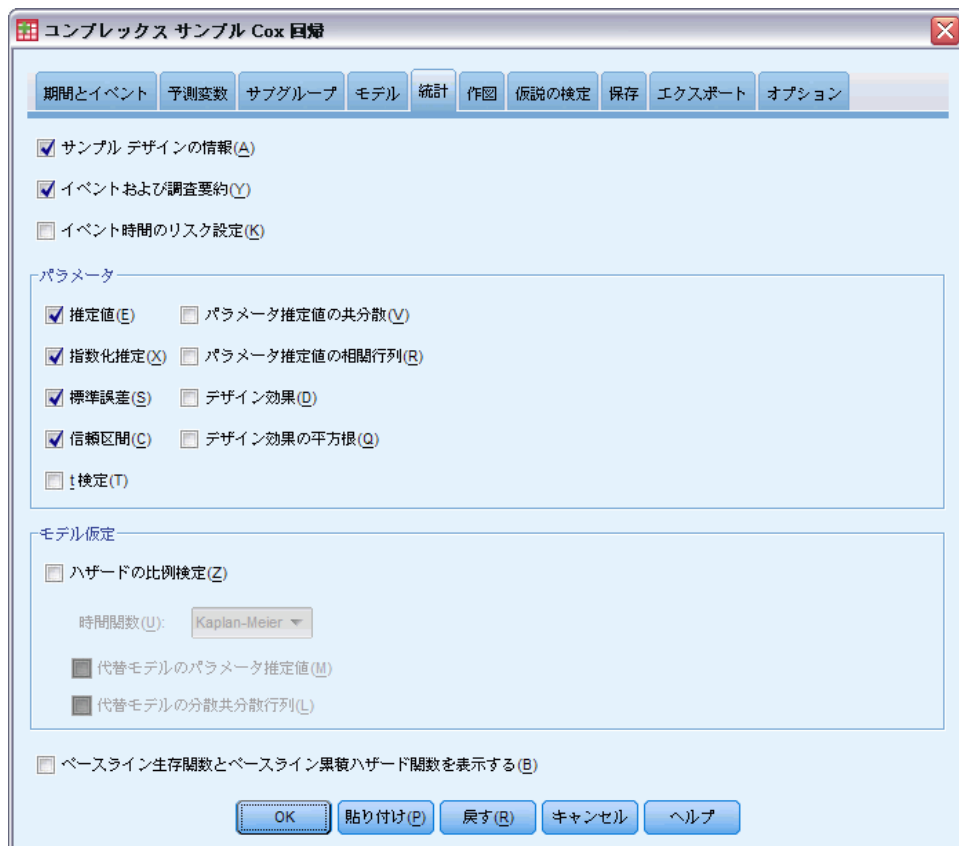 コンプレックス サンプル Cox 回帰
期間とイベント 予測変数 サブグループ モデル 統計 作図 仮説の検定 保存 エクスポート オプション
サンプル デザインの情報(A)
イベントおよび調査要約(Y)
イベント時間のリスク設定(K)
パラメータ
推定値(E) パラメータ推定値の共分散(V)
指数化推定(X) パラメータ推定値の相関行列(R)
標準誤差(S) デザイン効果(D)
信頼区間(C) デザイン効果の平方根(Q)
t 検定(T)
モデル仮定
ハザードの比例検定(Z)
時間関数(U): Kaplan-Meier
代替モデルのパラメータ推定値(M)
代替モデルの分散共分散行列(L)
ベースライン生存関数とベースライン累積ハザード関数を表示する(B)
OK 貼り付け(P) 戻す(R) キャンセル ヘルプ